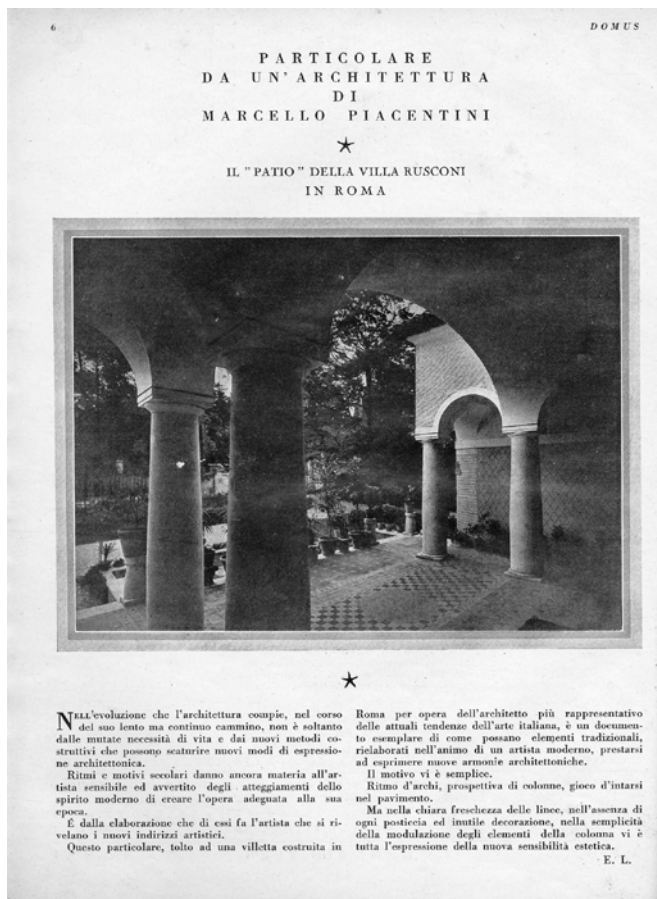 6
DOMUS
PARTICOLARE
DA UN'ARCHITETTURA
DI
MARCELLO PIACENTINI
IL "PATIO" DELLA VILLA RUSCONI
IN ROMA
NELL'evoluzione che l'architettura compie, nel corso
del suo lento ma continuo cammino, non è soltanto
dalle mutate necessità di vita e dai nuovi metodi co-
struttivi che possono scaturire nuovi modi di espressio-
ne architettonica.
Ritmi e motivi secolari danno ancora materia all'ar-
tista sensibile ed avvertito degli atteggiamenti dello
spirito moderno di creare l'opera adeguata alla sua
epoca.
È dalla elaborazione che di essi fa l'artista che si ri-
velano i nuovi indirizzi artistici.
Questo particolare, tolto ad una villetta costruita in
Roma per opera dell'architetto più rappresentativo
delle attuali tendenze dell'arte italiana, è un documen-
to esemplare di come possano elementi tradizionali,
rielaborati nell'animo di un artista moderno, prestarsi
ad esprimere nuove armonie architettoniche.
Il motivo vi è semplice.
Ritmo d'archi, prospettiva di colonne, gioco d'intarsi
nel pavimento.
Ma nella chiara freschezza delle linee, nell'assenza di
ogni posticcia ed inutile decorazione, nella semplicità
della modulazione degli elementi della colonna vi è
tutta l'espressione della nuova sensibilità estetica.
E. L.